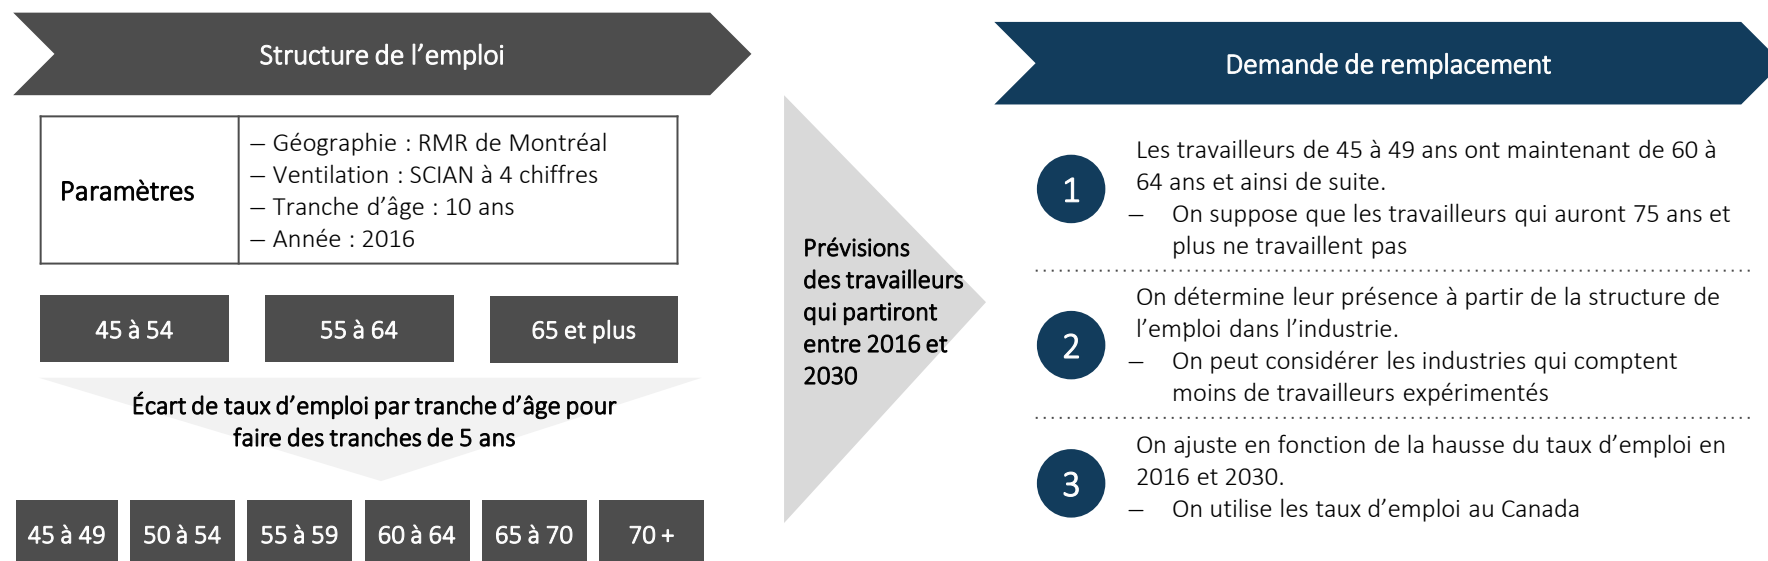 Structure de l'emploi
Paramètres
– Géographie : RMR de Montréal
– Ventilation : SCIAN à 4 chiffres
– Tranche d'âge : 10 ans
– Année : 2016
45 à 54
55 à 64
65 et plus
Écart de taux d'emploi par tranche d'âge pour
faire des tranches de 5 ans
45 à 49
50 à 54
55 à 59
60 à 64
65 à 70
70 +
Prévisions
des travailleurs
qui partiront
entre 2016 et
2030
Demande de remplacement
1
Les travailleurs de 45 à 49 ans ont maintenant de 60 à
64 ans et ainsi de suite.
– On suppose que les travailleurs qui auront 75 ans et
plus ne travaillent pas
2
On détermine leur présence à partir de la structure de
l'emploi dans l'industrie.
– On peut considérer les industries qui comptent
moins de travailleurs expérimentés
3
On ajuste en fonction de la hausse du taux d'emploi en
2016 et 2030.
– On utilise les taux d'emploi au Canada